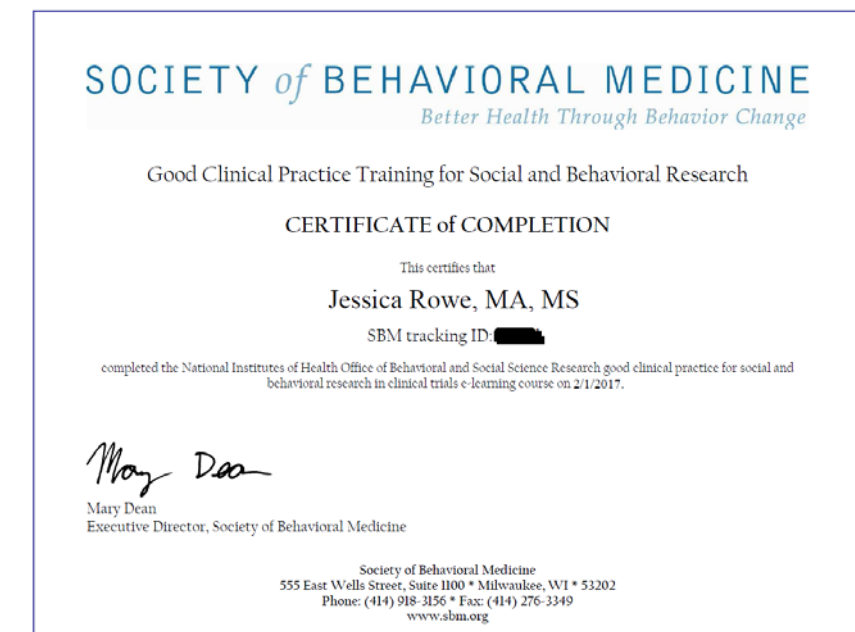 SOCIETY of BEHAVIORAL MEDICINE
Better Health Through Behavior Change
Good Clinical Practice Training for Social and Behavioral Research
CERTIFICATE of COMPLETION
This certifies that
Jessica Rowe, MA, MS
SBM tracking ID:
completed the National Institutes of Health Office of Behavioral and Social Science Research good clinical practice for social and
behavioral research in clinical trials e-learning course on 2/1/2017.
Mary Dean
Mary Dean
Executive Director, Society of Behavioral Medicine
Society of Behavioral Medicine
555 East Wells Street, Suite 1100 * Milwaukee, WI * 53202
Phone: (414) 918-3156 * Fax: (414) 276-3349
www.sbm.org